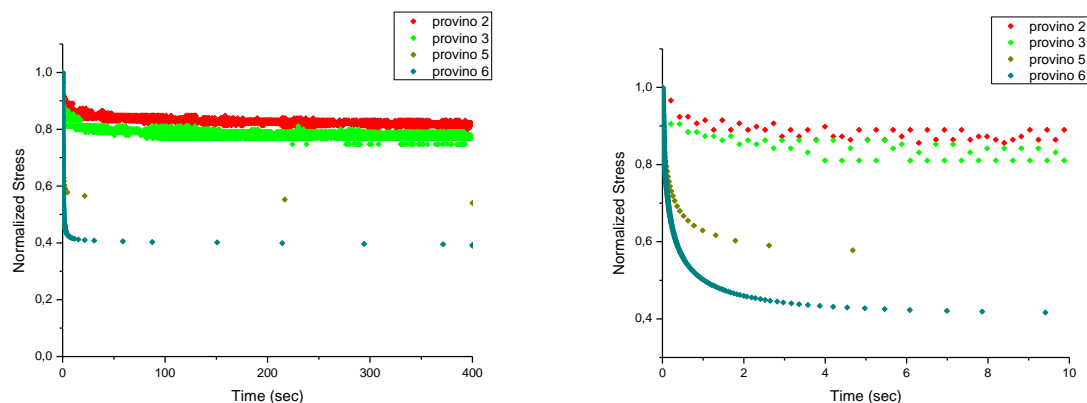 provino 2
provino 3
provino 5
provino 6
1,0
0,8
0,6
0,4
0,2
0,0
Normalized Stress
0
100
200
300
400
Time (sec)
provino 2
provino 3
provino 5
provino 6
1,0
0,8
0,6
0,4
Normalized Stress
0
2
4
6
8
10
Time (sec)